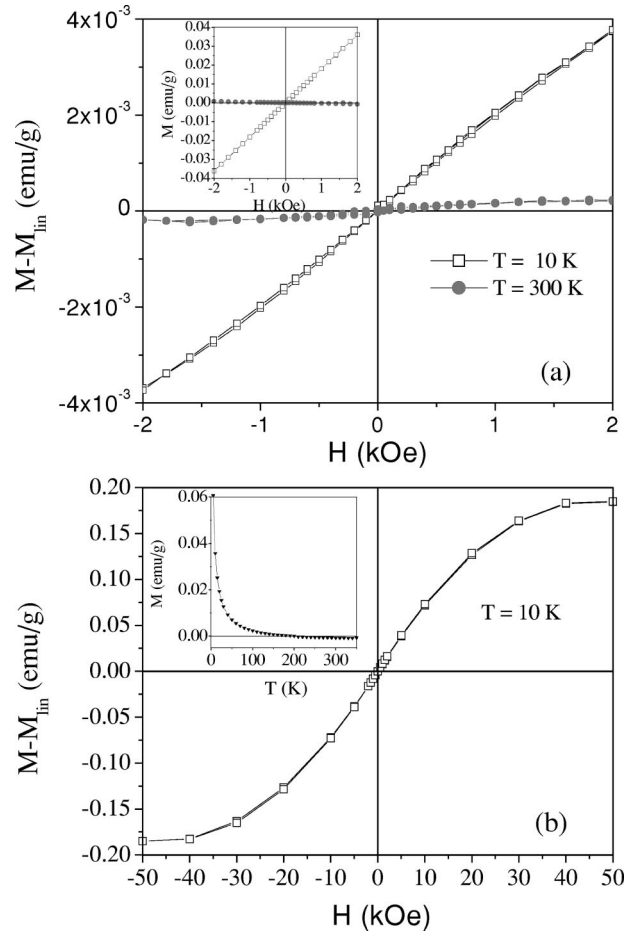 4x10⁻³
2x10⁻³
0
-2x10⁻³
-4x10⁻³
M-M_lin (emu/g)
-2 -1 0 1 2
H (kOe)
0.04
0.03
0.02
0.01
0.00
-0.01
-0.02
-0.03
-0.04
M (emu/g)
-2 -1 0 1 2
H (kOe)
T = 10 K
T = 300 K
(a)
0.20
0.15
0.10
0.05
0.00
-0.05
-0.10
-0.15
-0.20
M-M_lin (emu/g)
-50 -40 -30 -20 -10 0 10 20 30 40 50
H (kOe)
0.06
0.04
0.02
0.00
M (emu/g)
0 100 200 300
T (K)
T = 10 K
(b)